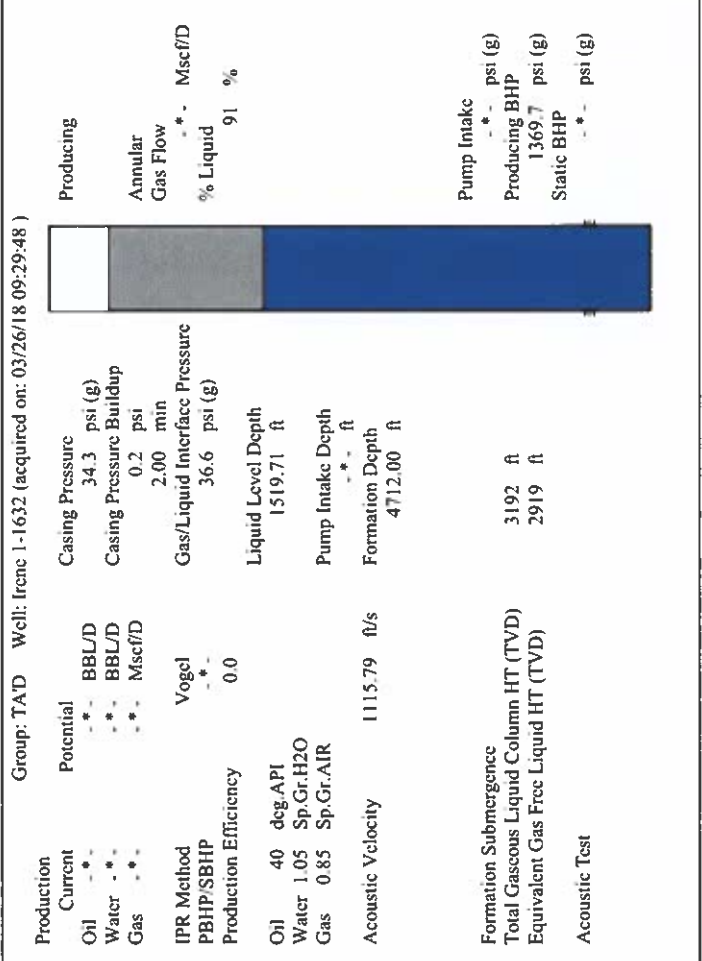 Group: TA'D Well: Irene 1-1632 (acquired on: 03/26/18 09:29:48 )
Production
Current Potential
Oil - * - - * - BBL/D
Water - * - - * - BBL/D
Gas - * - - * - Mscf/D
IPR Method Vogel
PBHP/SBHP - * -
Production Efficiency 0.0
Oil 40 deg.API
Water 1.05 Sp.Gr.H2O
Gas 0.85 Sp.Gr.AIR
Acoustic Velocity 1115.79 ft/s
Formation Submergence
Total Gaseous Liquid Column HT (TVD) 3192 ft
Equivalent Gas Free Liquid HT (TVD) 2919 ft
Acoustic Test
Casing Pressure
34.3 psi (g)
Casing Pressure Buildup
0.2 psi
2.00 min
Gas/Liquid Interface Pressure
36.6 psi (g)
Liquid Level Depth
1519.71 ft
Pump Intake Depth
- * - ft
Formation Depth
4712.00 ft
Producing
Annular
Gas Flow
- * - Mscf/D
% Liquid
91 %
Pump Intake
- * - psi (g)
Producing BHP
1369.7 psi (g)
Static BHP
- * - psi (g)